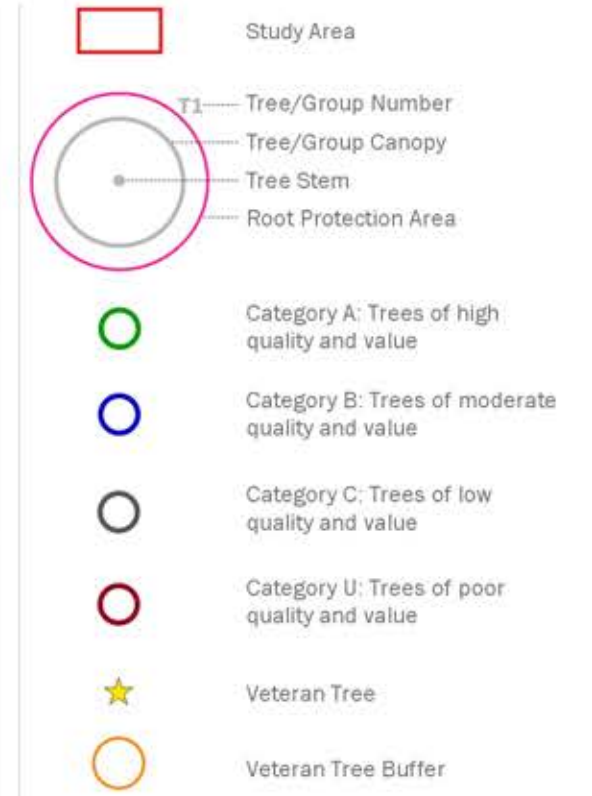 Study Area
T1
Tree/Group Number
Tree/Group Canopy
Tree Stem
Root Protection Area
Category A: Trees of high
quality and value
Category B: Trees of moderate
quality and value
Category C: Trees of low
quality and value
Category U: Trees of poor
quality and value
Veteran Tree
Veteran Tree Buffer